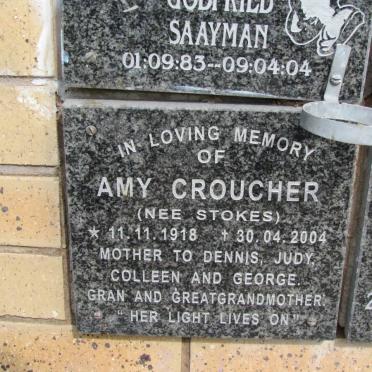 GODFRIED
SAAYMAN
01:09:83--09:04:04
IN LOVING MEMORY
OF
AMY CROUCHER
(NEE STOKES)
* 11.11.1918 † 30.04.2004
MOTHER TO DENNIS, JUDY,
COLLEEN AND GEORGE.
GRAN AND GREATGRANDMOTHER.
"HER LIGHT LIVES ON"